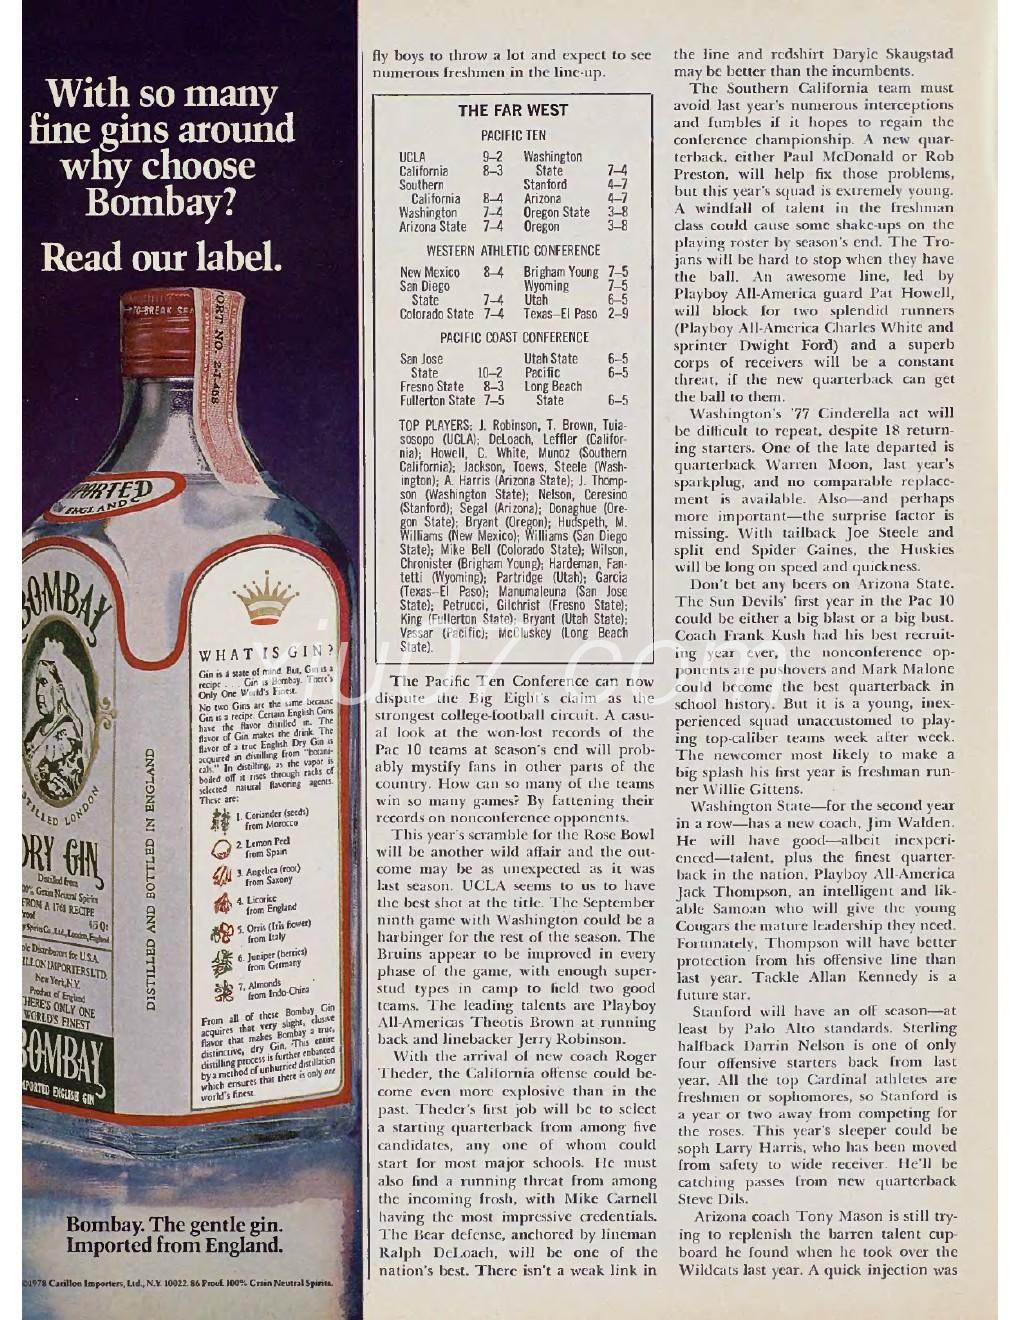 With so many
fine gins around
why choose
Bombay?
Read our label.
TO-BREAK SEA
PORT. NO. 24-468
IMPORTED
ENGLAND
BOMBAY
DISTILLED LONDON
DRY GIN
Distilled from
100% Grain Neutral Spirits
FROM A 1761 RECIPE
Spirits Co., Ltd., London, England
Sole Distributors for U.S.A.
CARILLON IMPORTERS LTD.
New York, N.Y.
Product of England
THERE'S ONLY ONE
WORLD'S FINEST
BOMBAY
IMPORTED ENGLISH GIN
DISTILLED AND BOTTLED IN ENGLAND
WHAT IS GIN?
Gin is a state of mind. But, Gin is a
recipe . . . Gin is Bombay. There's
Only One World's Finest.
No two Gins are the same because
Gin is a recipe. Certain English Gins
have the flavor distilled in. The
flavor of Gin makes the drink. The
flavor of a true English Dry Gin is
acquired in distilling from "botani-
cals." In distilling, as the vapor is
boiled off it rises through racks of
selected natural flavoring agents.
These are:
1. Coriander (seeds)
from Morocco
2. Lemon Peel
from Spain
3. Angelica (root)
from Saxony
4. Licorice
from England
5. Orris (Iris flower)
from Italy
6. Juniper (berries)
from Germany
7. Almonds
from Indo-China
From all of these Bombay Gin
acquires that very slight, elusive
flavor that makes Bombay a true,
distinctive, dry Gin. This entire
distilling process is further enhanced
by a method of unhurried distillation
which ensures that there is only one
world's finest.
Bombay. The gentle gin.
Imported from England.
©1978 Carillon Importers, Ltd., N.Y. 10022. 86 Proof. 100% Grain Neutral Spirits.
fly boys to throw a lot and expect to see
numerous freshmen in the line-up.
THE FAR WEST
PACIFIC TEN
UCLA 9–2 Washington
California 8–3 State 7–4
Southern Stanford 4–7
California 8–4 Arizona 4–7
Washington 7–4 Oregon State 3–8
Arizona State 7–4 Oregon 3–8
WESTERN ATHLETIC CONFERENCE
New Mexico 8–4 Brigham Young 7–5
San Diego Wyoming 7–5
State 7–4 Utah 6–5
Colorado State 7–4 Texas–El Paso 2–9
PACIFIC COAST CONFERENCE
San Jose Utah State 6–5
State 10–2 Pacific 6–5
Fresno State 8–3 Long Beach
Fullerton State 7–5 State 6–5
TOP PLAYERS: J. Robinson, T. Brown, Tuia-
sosopo (UCLA); DeLoach, Leffler (Califor-
nia); Howell, C. White, Munoz (Southern
California); Jackson, Toews, Steele (Wash-
ington); A. Harris (Arizona State); J. Thomp-
son (Washington State); Nelson, Ceresino
(Stanford); Segal (Arizona); Donaghue (Ore-
gon State); Bryant (Oregon); Hudspeth, M.
Williams (New Mexico); Williams (San Diego
State); Mike Bell (Colorado State); Wilson,
Chronister (Brigham Young); Hardeman, Fan-
tetti (Wyoming); Partridge (Utah); Garcia
(Texas–El Paso); Manumaleuna (San Jose
State); Petrucci, Gilchrist (Fresno State);
King (Fullerton State); Bryant (Utah State);
Vassar (Pacific); McCluskey (Long Beach
State).
The Pacific Ten Conference can now
dispute the Big Eight's claim as the
strongest college-football circuit. A casu-
al look at the won-lost records of the
Pac 10 teams at season's end will prob-
ably mystify fans in other parts of the
country. How can so many of the teams
win so many games? By fattening their
records on nonconference opponents.
This year's scramble for the Rose Bowl
will be another wild affair and the out-
come may be as unexpected as it was
last season. UCLA seems to us to have
the best shot at the title. The September
ninth game with Washington could be a
harbinger for the rest of the season. The
Bruins appear to be improved in every
phase of the game, with enough super-
stud types in camp to field two good
teams. The leading talents are Playboy
All-Americas Theotis Brown at running
back and linebacker Jerry Robinson.
With the arrival of new coach Roger
Theder, the California offense could be-
come even more explosive than in the
past. Theder's first job will be to select
a starting quarterback from among five
candidates, any one of whom could
start for most major schools. He must
also find a running threat from among
the incoming frosh, with Mike Carnell
having the most impressive credentials.
The Bear defense, anchored by lineman
Ralph DeLoach, will be one of the
nation's best. There isn't a weak link in
the line and redshirt Daryle Skaugstad
may be better than the incumbents.
The Southern California team must
avoid last year's numerous interceptions
and fumbles if it hopes to regain the
conference championship. A new quar-
terback, either Paul McDonald or Rob
Preston, will help fix those problems,
but this year's squad is extremely young.
A windfall of talent in the freshman
class could cause some shake-ups on the
playing roster by season's end. The Tro-
jans will be hard to stop when they have
the ball. An awesome line, led by
Playboy All-America guard Pat Howell,
will block for two splendid runners
(Playboy All-America Charles White and
sprinter Dwight Ford) and a superb
corps of receivers will be a constant
threat, if the new quarterback can get
the ball to them.
Washington's '77 Cinderella act will
be difficult to repeat, despite 18 return-
ing starters. One of the late departed is
quarterback Warren Moon, last year's
sparkplug, and no comparable replace-
ment is available. Also—and perhaps
more important—the surprise factor is
missing. With tailback Joe Steele and
split end Spider Gaines, the Huskies
will be long on speed and quickness.
Don't bet any beers on Arizona State.
The Sun Devils' first year in the Pac 10
could be either a big blast or a big bust.
Coach Frank Kush had his best recruit-
ing year ever, the nonconference op-
ponents are pushovers and Mark Malone
could become the best quarterback in
school history. But it is a young, inex-
perienced squad unaccustomed to play-
ing top-caliber teams week after week.
The newcomer most likely to make a
big splash his first year is freshman run-
ner Willie Gittens.
Washington State—for the second year
in a row—has a new coach, Jim Walden.
He will have good—albeit inexperi-
enced—talent, plus the finest quarter-
back in the nation, Playboy All-America
Jack Thompson, an intelligent and lik-
able Samoan who will give the young
Cougars the mature leadership they need.
Fortunately, Thompson will have better
protection from his offensive line than
last year. Tackle Allan Kennedy is a
future star.
Stanford will have an off season—at
least by Palo Alto standards. Sterling
halfback Darrin Nelson is one of only
four offensive starters back from last
year. All the top Cardinal athletes are
freshmen or sophomores, so Stanford is
a year or two away from competing for
the roses. This year's sleeper could be
soph Larry Harris, who has been moved
from safety to wide receiver. He'll be
catching passes from new quarterback
Steve Dils.
Arizona coach Tony Mason is still try-
ing to replenish the barren talent cup-
board he found when he took over the
Wildcats last year. A quick injection was